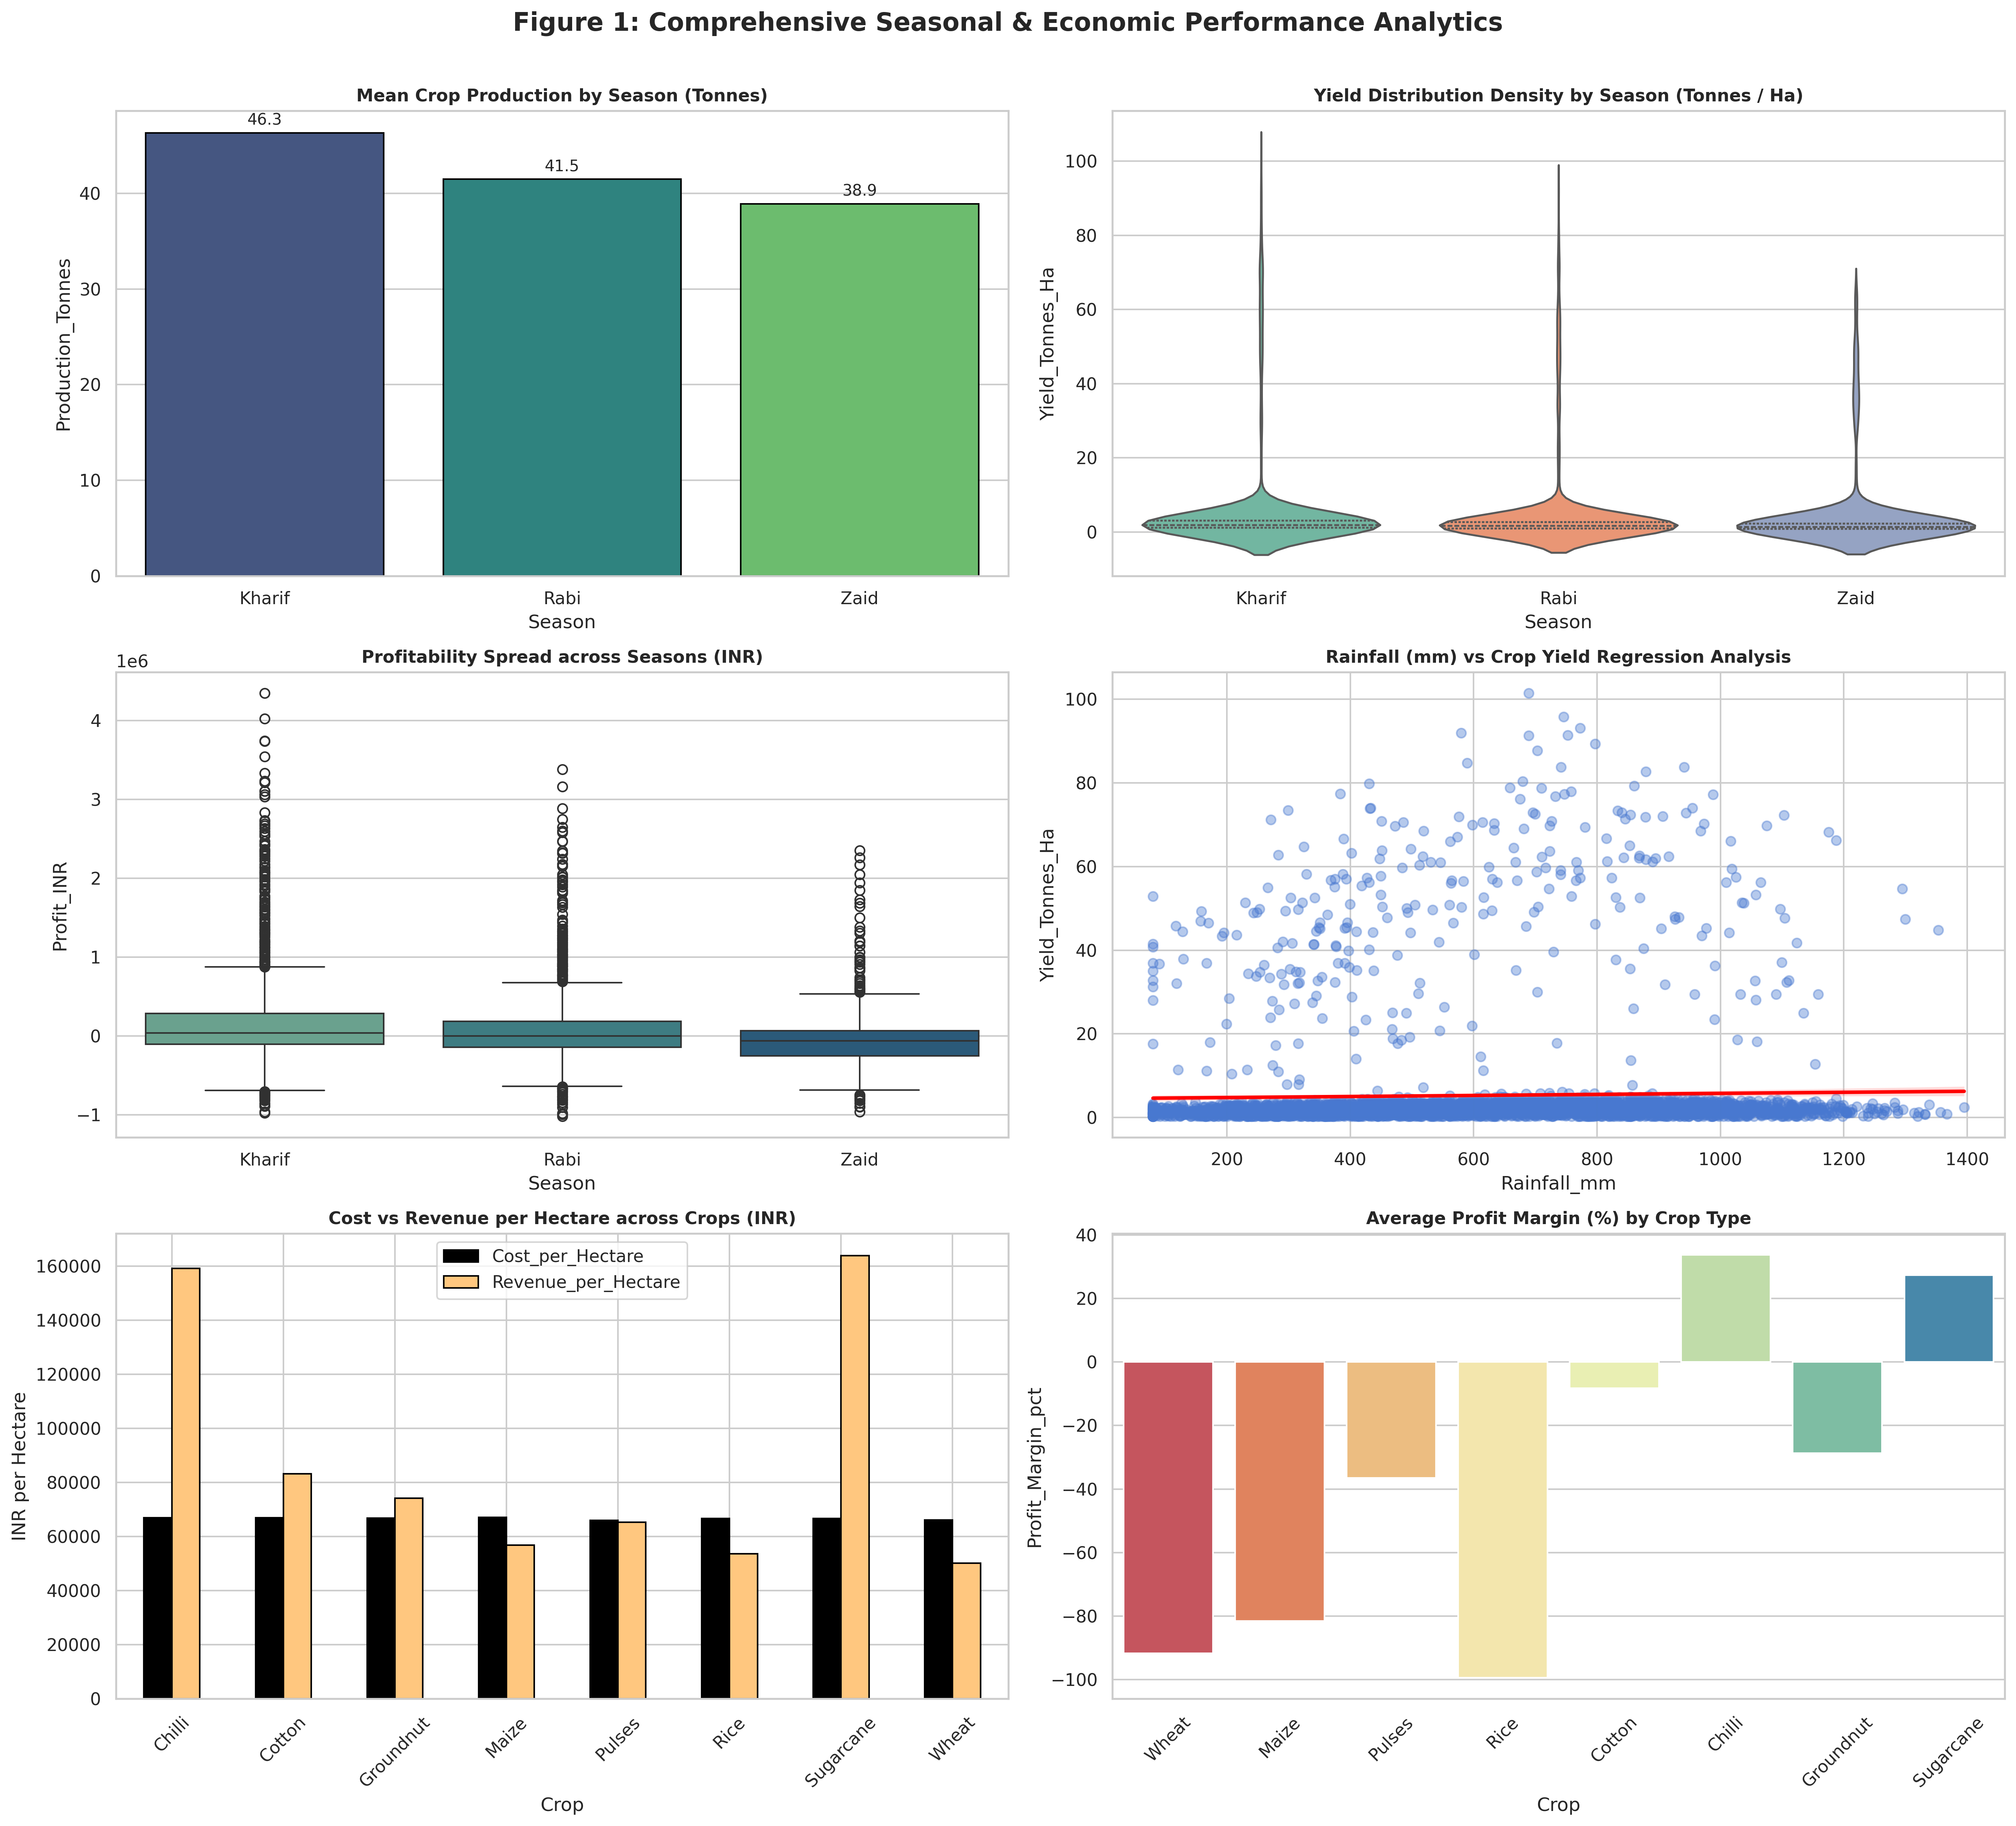 Figure 1: Comprehensive Seasonal & Economic Performance Analytics
Mean Crop Production by Season (Tonnes)
Production_Tonnes
40
30
20
10
0
46.3
41.5
38.9
Kharif
Rabi
Zaid
Season
Yield Distribution Density by Season (Tonnes / Ha)
Yield_Tonnes_Ha
100
80
60
40
20
0
Kharif
Rabi
Zaid
Season
Profitability Spread across Seasons (INR)
1e6
Profit_INR
4
3
2
1
0
−1
Kharif
Rabi
Zaid
Season
Rainfall (mm) vs Crop Yield Regression Analysis
Yield_Tonnes_Ha
100
80
60
40
20
0
200
400
600
800
1000
1200
1400
Rainfall_mm
Cost vs Revenue per Hectare across Crops (INR)
Cost_per_Hectare
Revenue_per_Hectare
INR per Hectare
160000
140000
120000
100000
80000
60000
40000
20000
0
Chilli
Cotton
Groundnut
Maize
Pulses
Rice
Sugarcane
Wheat
Crop
Average Profit Margin (%) by Crop Type
Profit_Margin_pct
40
20
0
−20
−40
−60
−80
−100
Wheat
Maize
Pulses
Rice
Cotton
Chilli
Groundnut
Sugarcane
Crop